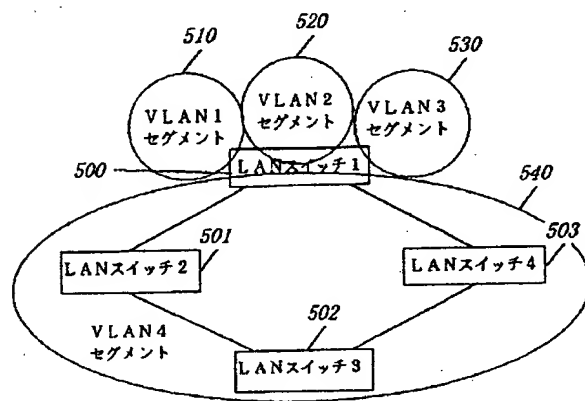 520
510
530
VLAN1
セグメント
VLAN2
セグメント
VLAN3
セグメント
500
LANスイッチ1
540
503
501
LANスイッチ2
LANスイッチ4
VLAN4
セグメント
502
LANスイッチ3